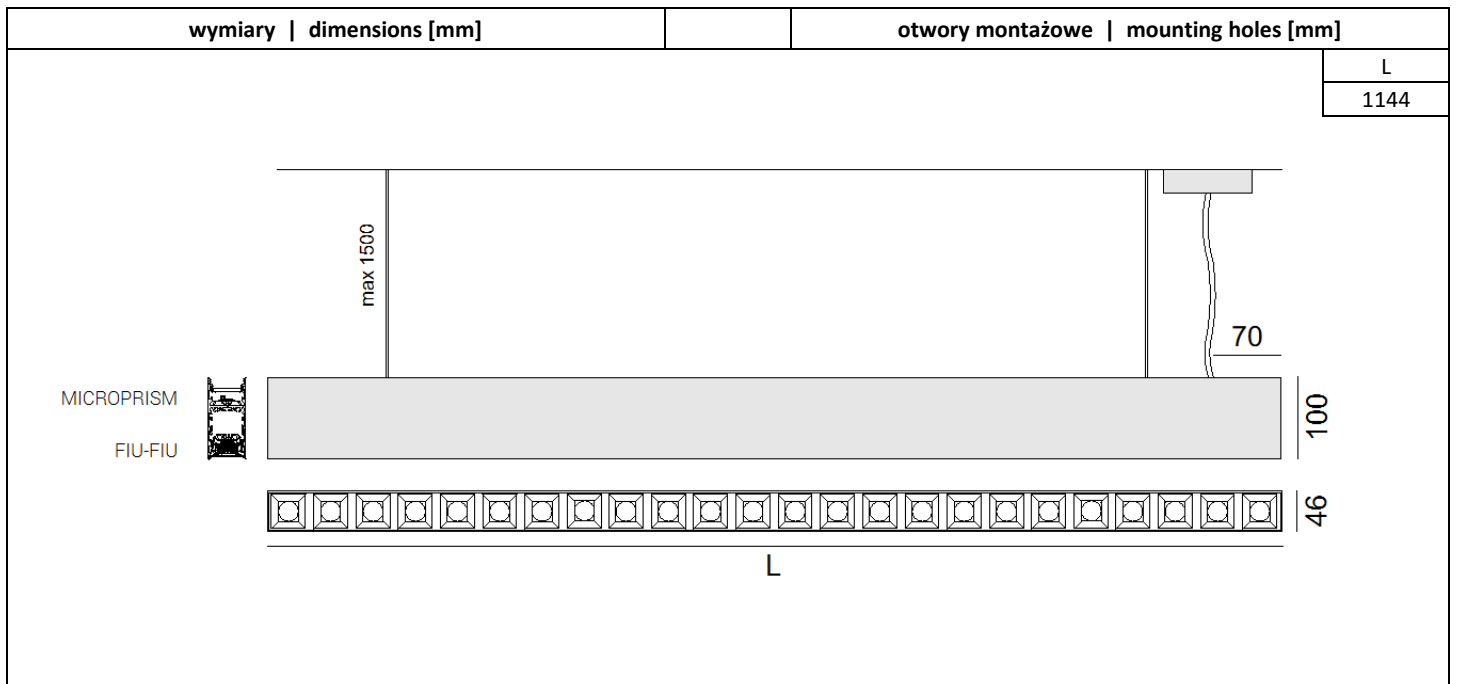 wymiary | dimensions [mm]
otwory montażowe | mounting holes [mm]
L
1144
max 1500
70
MICROPRISM
FIU-FIU
100
46
L